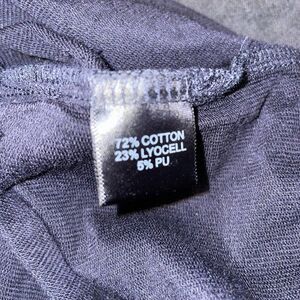 72% COTTON
23% LYOCELL
5% PU